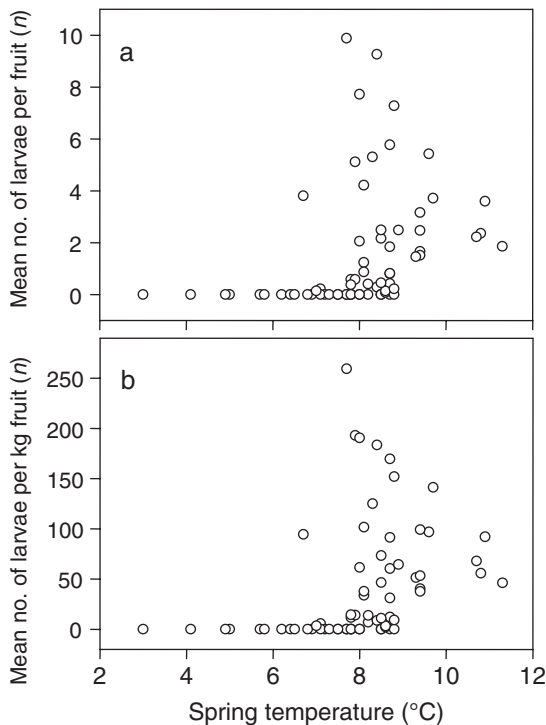 Mean no. of larvae per fruit (n)
a
10
8
6
4
2
0
Mean no. of larvae per kg fruit (n)
b
250
200
150
100
50
0
2 4 6 8 10 12
Spring temperature (°C)